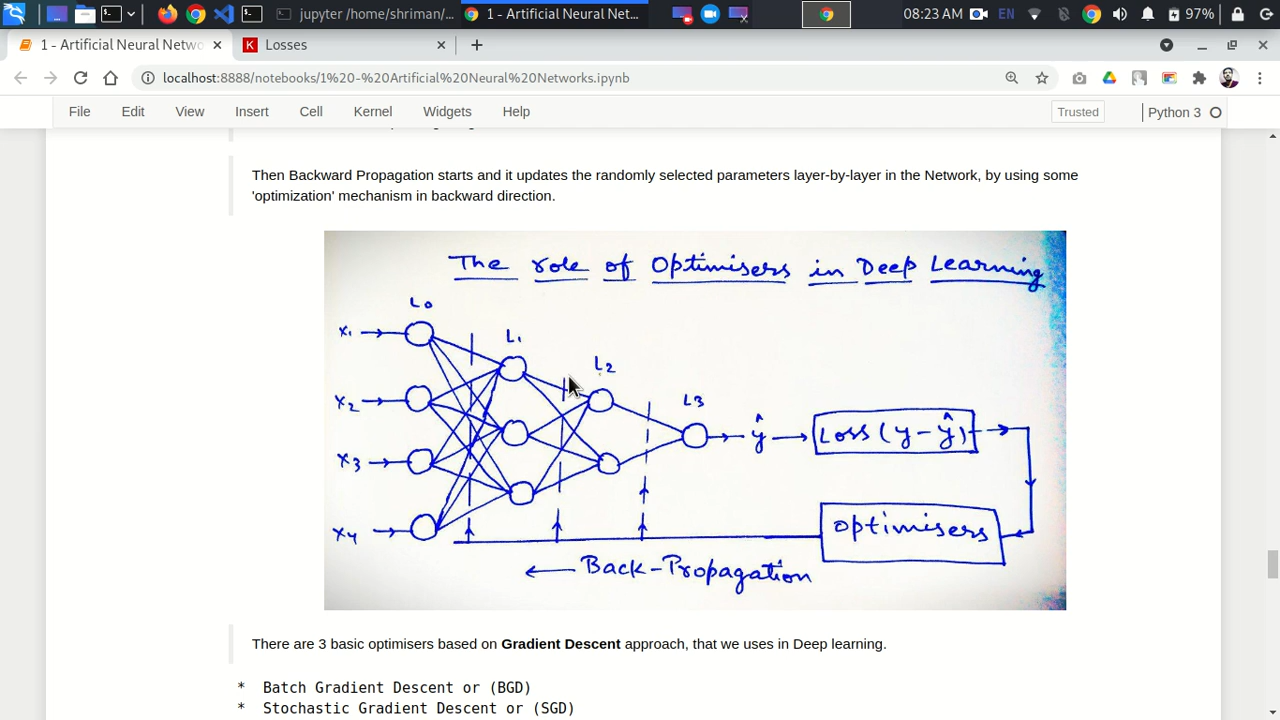 jupyter /home/shriman/...
1 - Artificial Neural Net...
08:23 AM
EN
97%
1 - Artificial Neural Netwo
Losses
localhost:8888/notebooks/1%20-%20Artificial%20Neural%20Networks.ipynb
File Edit View Insert Cell Kernel Widgets Help
Trusted
Python 3
Then Backward Propagation starts and it updates the randomly selected parameters layer-by-layer in the Network, by using some
'optimization' mechanism in backward direction.
The role of Optimisers in Deep Learning
L0
L1
L2
L3
x1
x2
x3
x4
ŷ
Loss (y-ŷ)
optimisers
Back-Propagation
There are 3 basic optimisers based on Gradient Descent approach, that we uses in Deep learning.
* Batch Gradient Descent or (BGD)
* Stochastic Gradient Descent or (SGD)